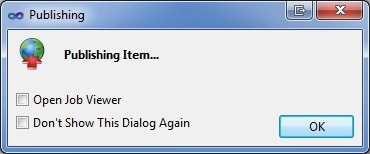 Publishing
Publishing Item...
Open Job Viewer
Don't Show This Dialog Again
OK